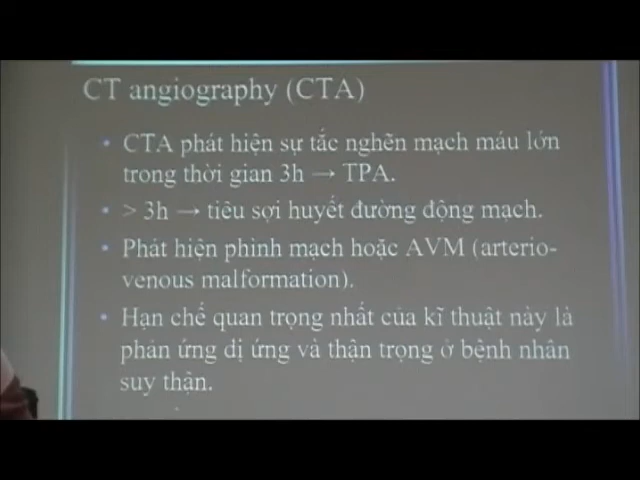 CT angiography (CTA)
• CTA phát hiện sự tắc nghẽn mạch máu lớn
trong thời gian 3h → TPA.
• > 3h → tiêu sợi huyết đường động mạch.
• Phát hiện phình mạch hoặc AVM (arterio-
venous malformation).
• Hạn chế quan trọng nhất của kĩ thuật này là
phản ứng dị ứng và thận trọng ở bệnh nhân
suy thận.